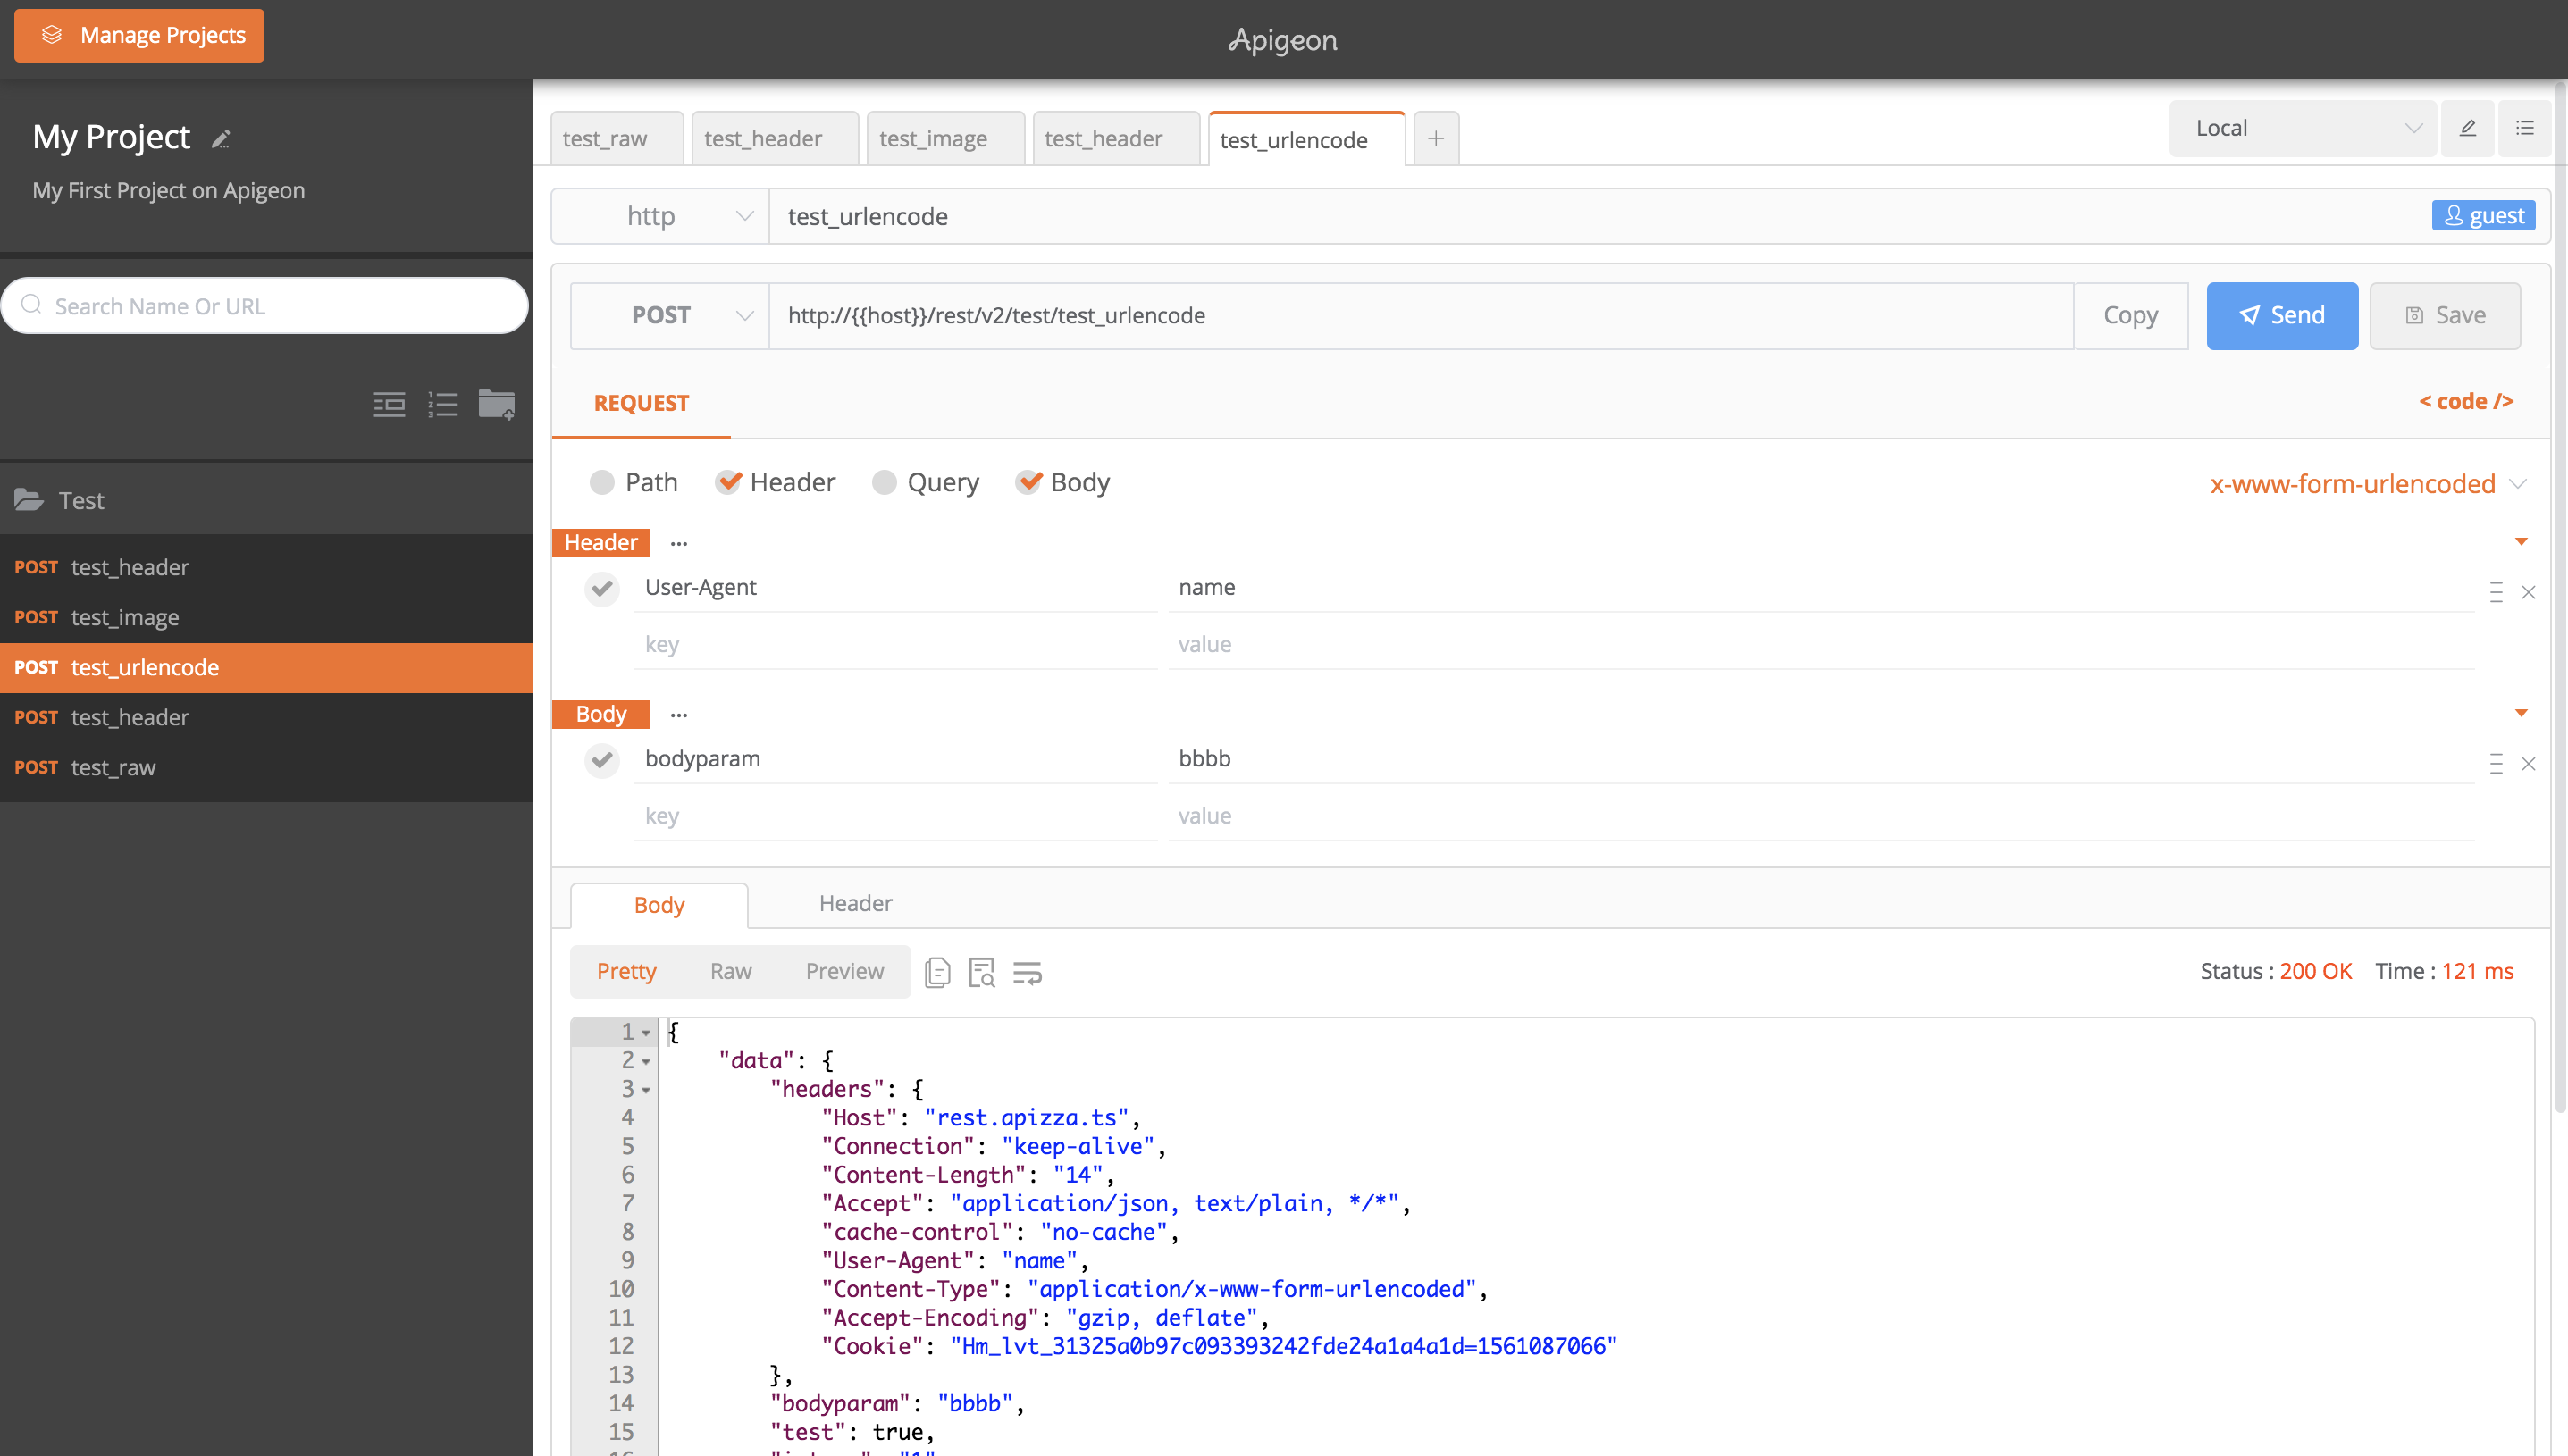 Manage Projects
Apigeon
My Project
My First Project on Apigeon
Search Name Or URL
Test
POST test_header
POST test_image
POST test_urlencode
POST test_header
POST test_raw
test_raw test_header test_image test_header test_urlencode +
Local
http test_urlencode guest
POST http://{{host}}/rest/v2/test/test_urlencode Copy Send Save
REQUEST < code />
Path Header Query Body x-www-form-urlencoded
Header ...
User-Agent name
key value
Body ...
bodyparam bbbb
key value
Body Header
Pretty Raw Preview Status : 200 OK Time : 121 ms
1 {
2 "data": {
3 "headers": {
4 "Host": "rest.apizza.ts",
5 "Connection": "keep-alive",
6 "Content-Length": "14",
7 "Accept": "application/json, text/plain, */*",
8 "cache-control": "no-cache",
9 "User-Agent": "name",
10 "Content-Type": "application/x-www-form-urlencoded",
11 "Accept-Encoding": "gzip, deflate",
12 "Cookie": "Hm_lvt_31325a0b97c093393242fde24a1a4a1d=1561087066"
13 },
14 "bodyparam": "bbbb",
15 "test": true,